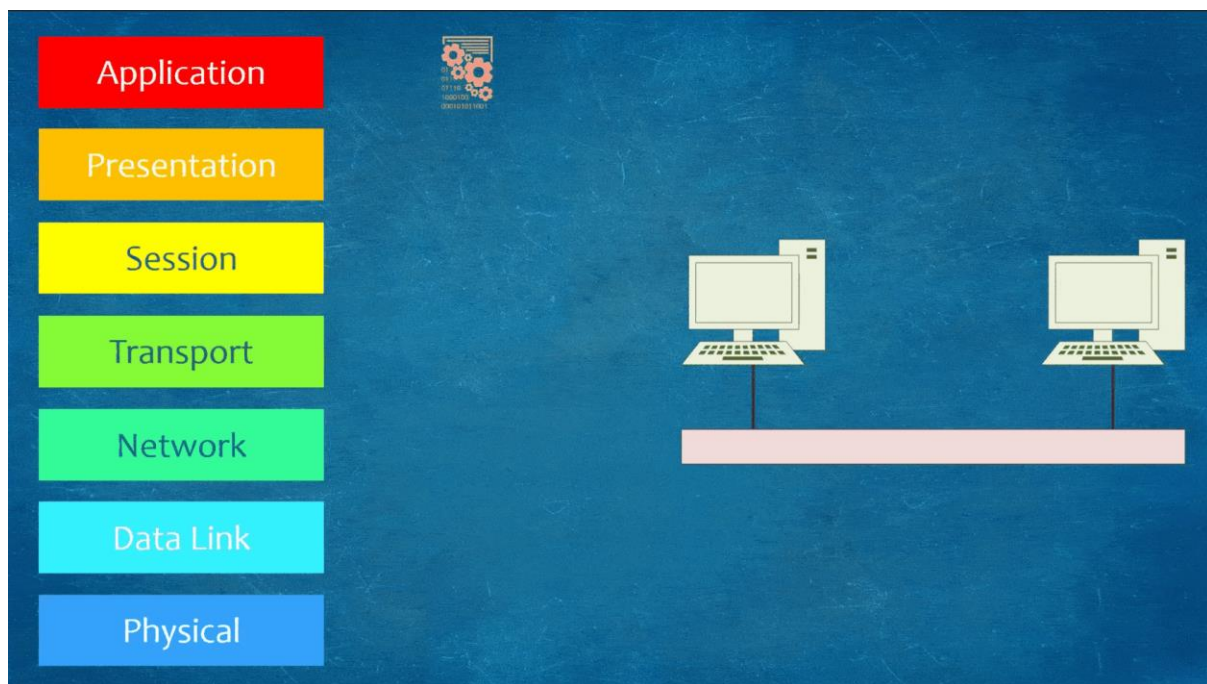 Application
Presentation
Session
Transport
Network
Data Link
Physical